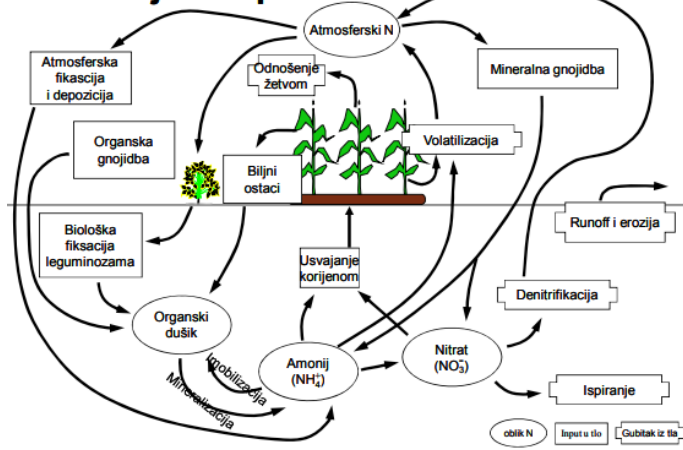 Atmosferski N
Atmosferska
fikascija
i depozicija
Odnošenje
žetvom
Mineralna gnojidba
Organska
gnojidba
Biljni
ostaci
Volatilizacija
Runoff i erozija
Biološka
fiksacija
leguminozama
Usvajanje
korijenom
Denitrifikacija
Organski
dušik
Imobilizacija
Mineralizacija
Amonij
(NH₄⁺)
Nitrat
(NO₃⁻)
Ispiranje
oblik N
Input u tlo
Gubitak iz tla